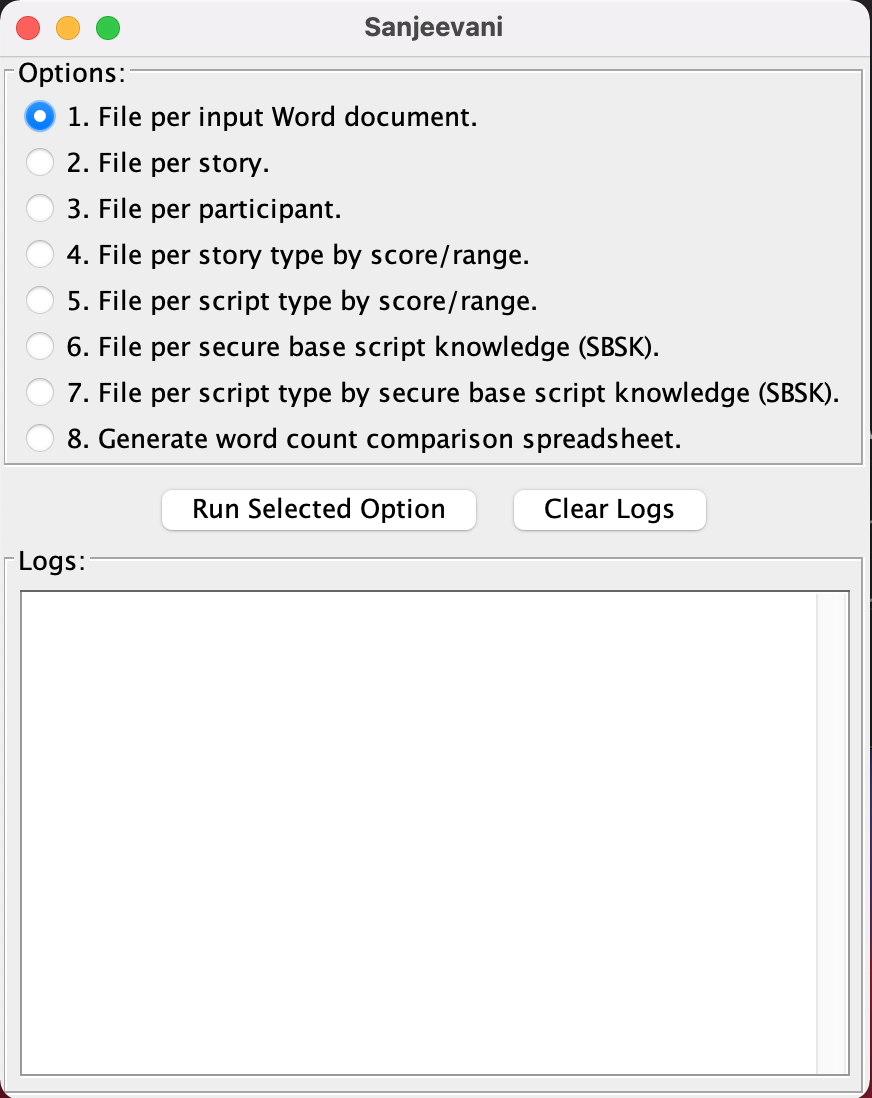 Sanjeevani
Options:
1. File per input Word document.
2. File per story.
3. File per participant.
4. File per story type by score/range.
5. File per script type by score/range.
6. File per secure base script knowledge (SBSK).
7. File per script type by secure base script knowledge (SBSK).
8. Generate word count comparison spreadsheet.
Run Selected Option Clear Logs
Logs: